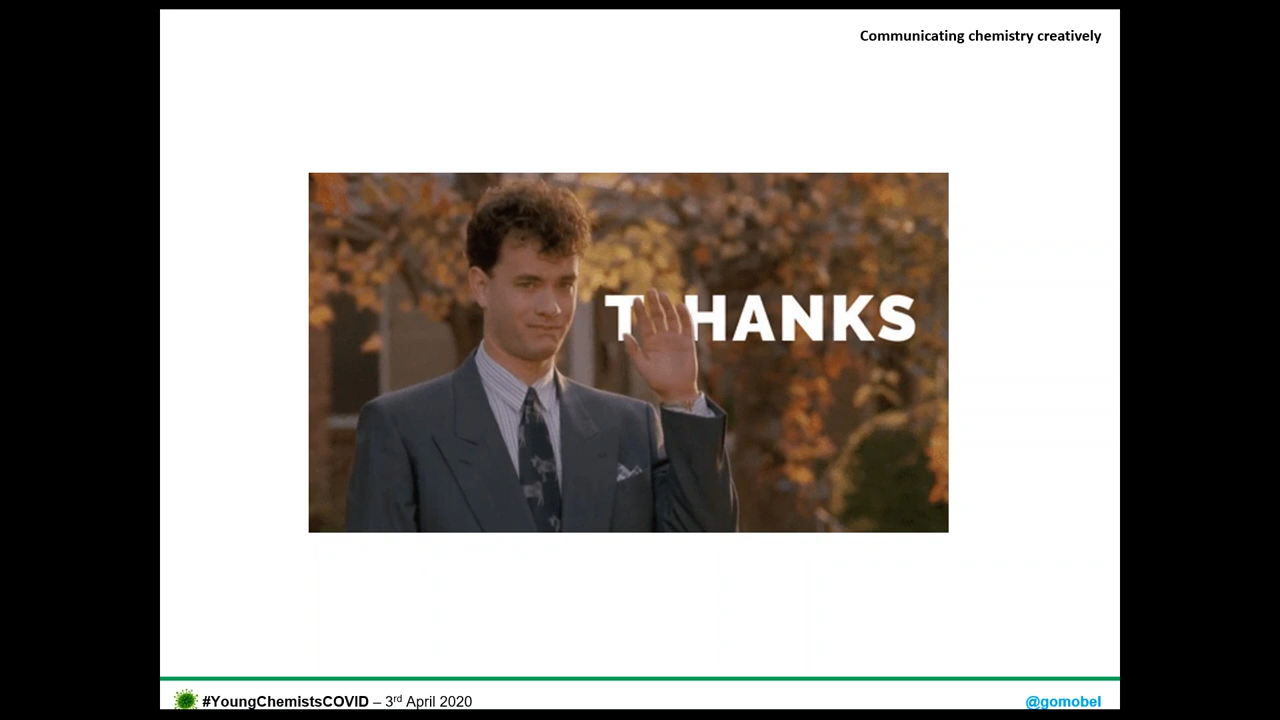 Communicating chemistry creatively
THANKS
#YoungChemistsCOVID – 3rd April 2020
@gomobel